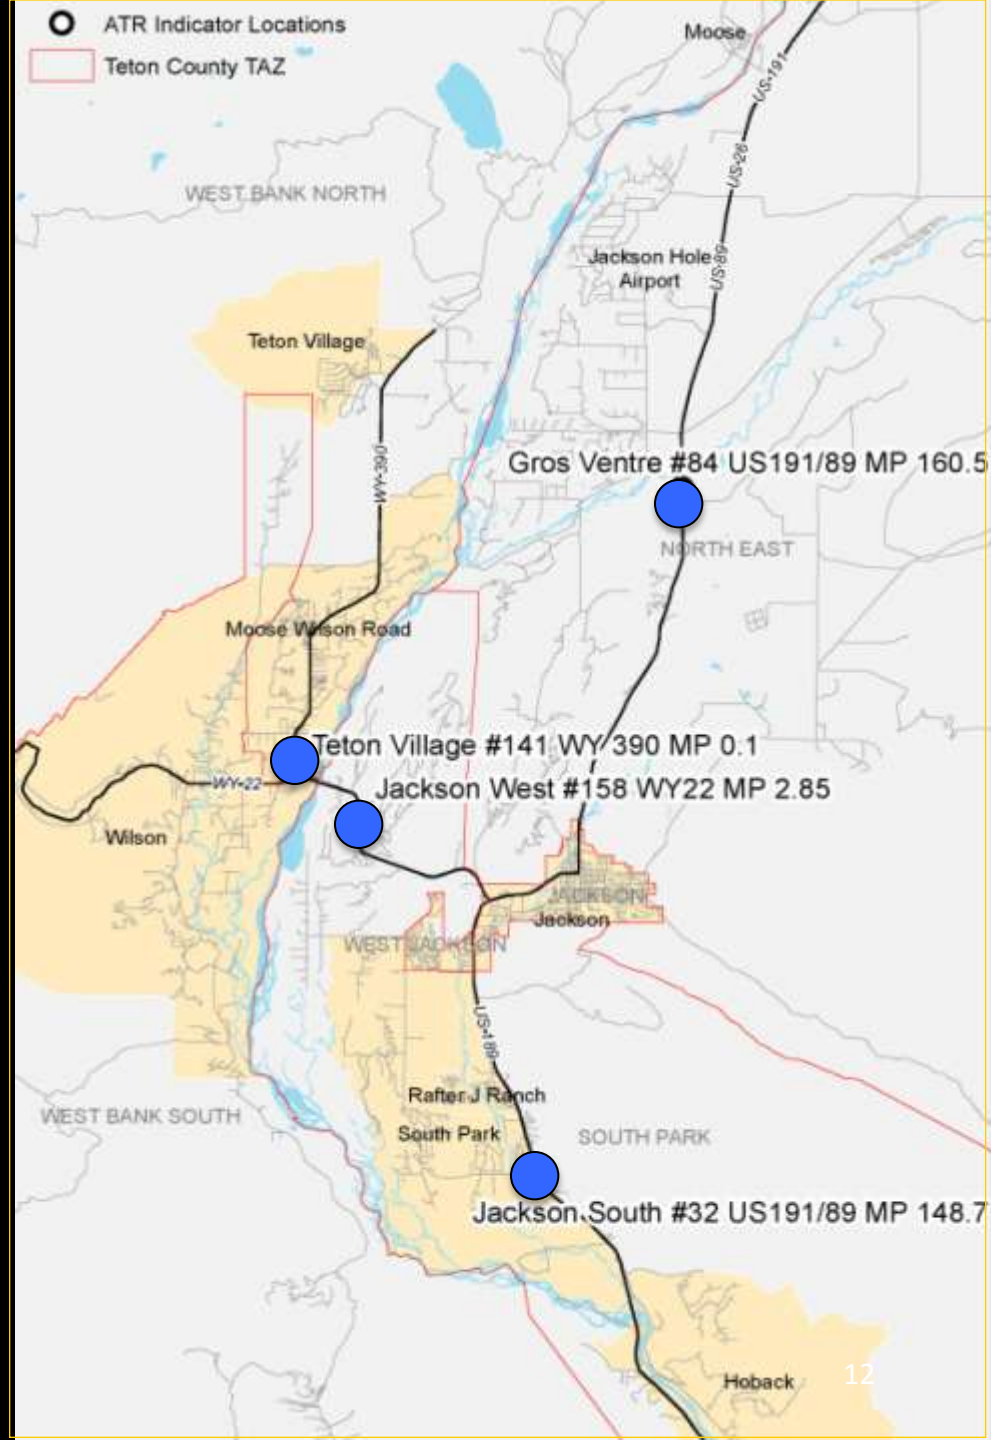 ATR Indicator Locations
Teton County TAZ
Moose
US-191
US-26
WEST BANK NORTH
Jackson Hole
Airport
US-89
Teton Village
WY-390
Gros Ventre #84 US191/89 MP 160.5
NORTH EAST
Moose Wilson Road
Teton Village #141 WY 390 MP 0.1
WY-22
Jackson West #158 WY22 MP 2.85
Wilson
JACKSON
Jackson
WEST JACKSON
US-189
Rafter J Ranch
WEST BANK SOUTH
South Park
SOUTH PARK
Jackson South #32 US191/89 MP 148.7
Hoback
12